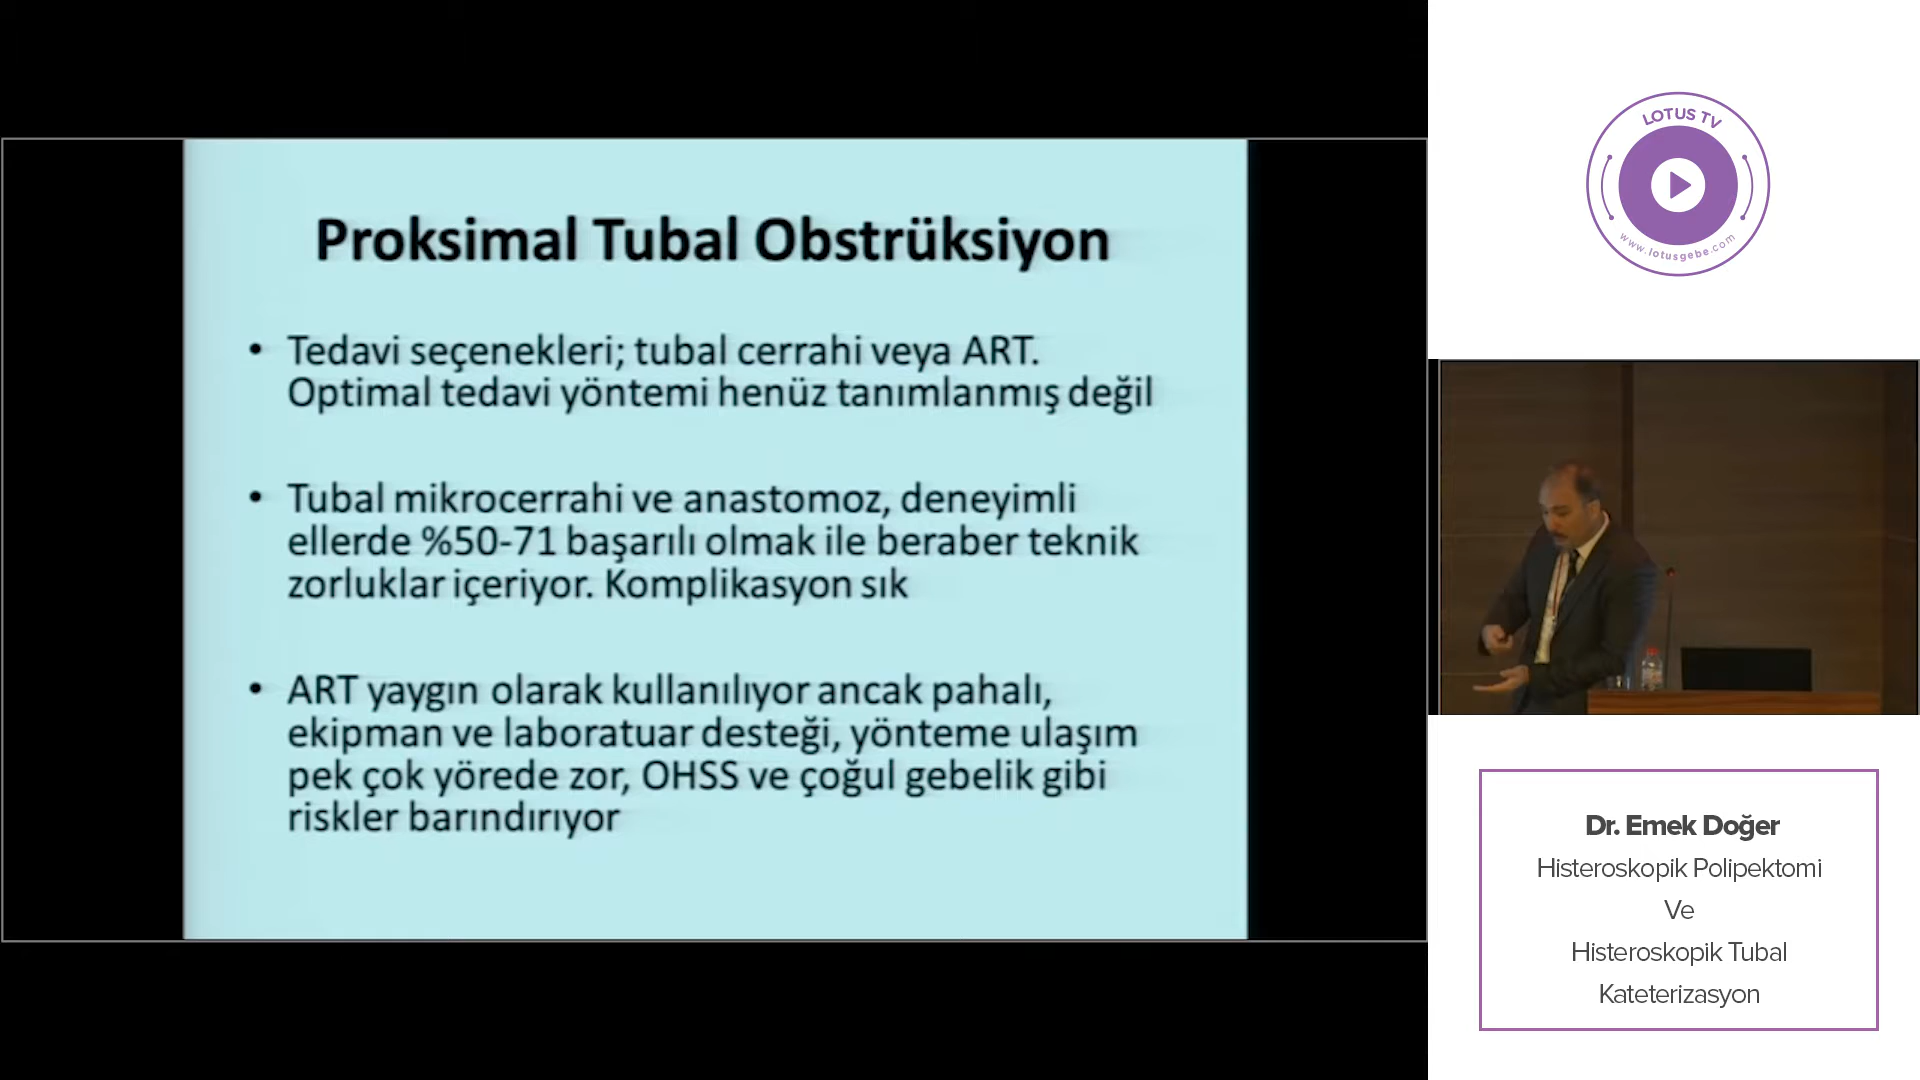 Proksimal Tubal Obstrüksiyon
• Tedavi seçenekleri; tubal cerrahi veya ART.
Optimal tedavi yöntemi henüz tanımlanmış değil
• Tubal mikrocerrahi ve anastomoz, deneyimli
ellerde %50-71 başarılı olmak ile beraber teknik
zorluklar içeriyor. Komplikasyon sık
• ART yaygın olarak kullanılıyor ancak pahalı,
ekipman ve laboratuar desteği, yönteme ulaşım
pek çok yörede zor, OHSS ve çoğul gebelik gibi
riskler barındırıyor
LOTUS TV
www.lotusgebe.com
Dr. Emek Doğer
Histeroskopik Polipektomi
Ve
Histeroskopik Tubal
Kateterizasyon